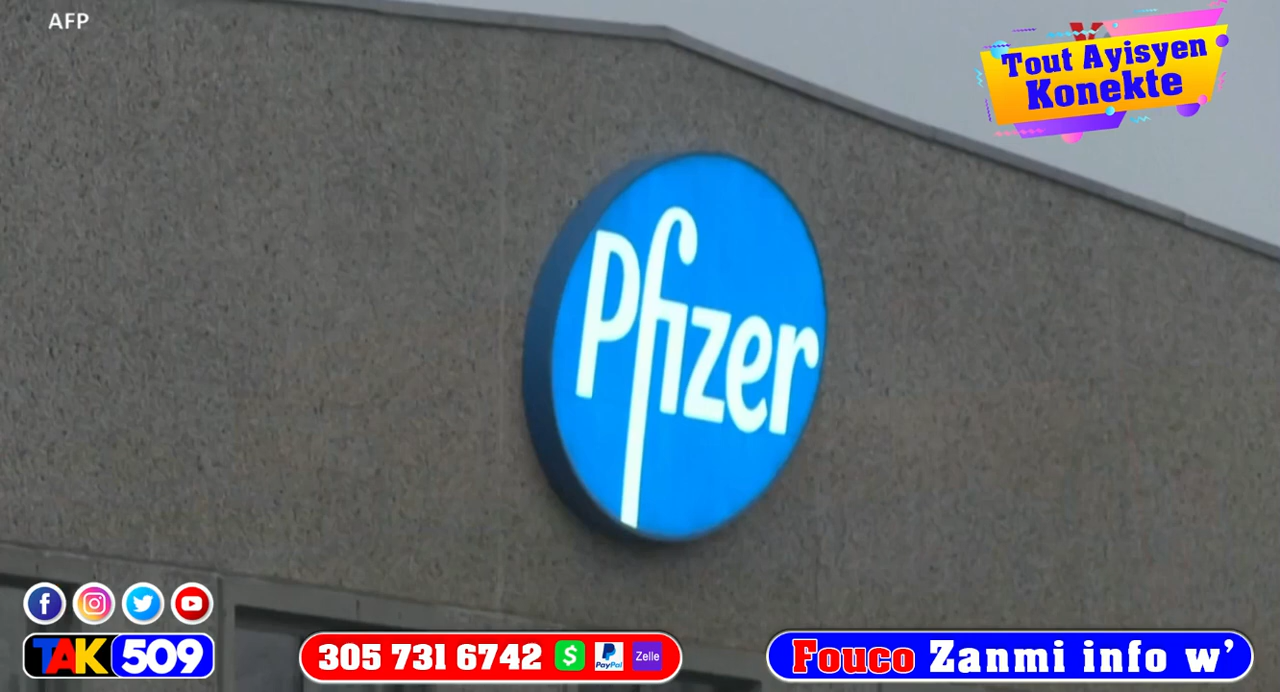 AFP
Tout Ayisyen
Konekte
Pfizer
TAK 509
305 731 6742
$
PayPal
Zelle
Fouco Zanmi info w'